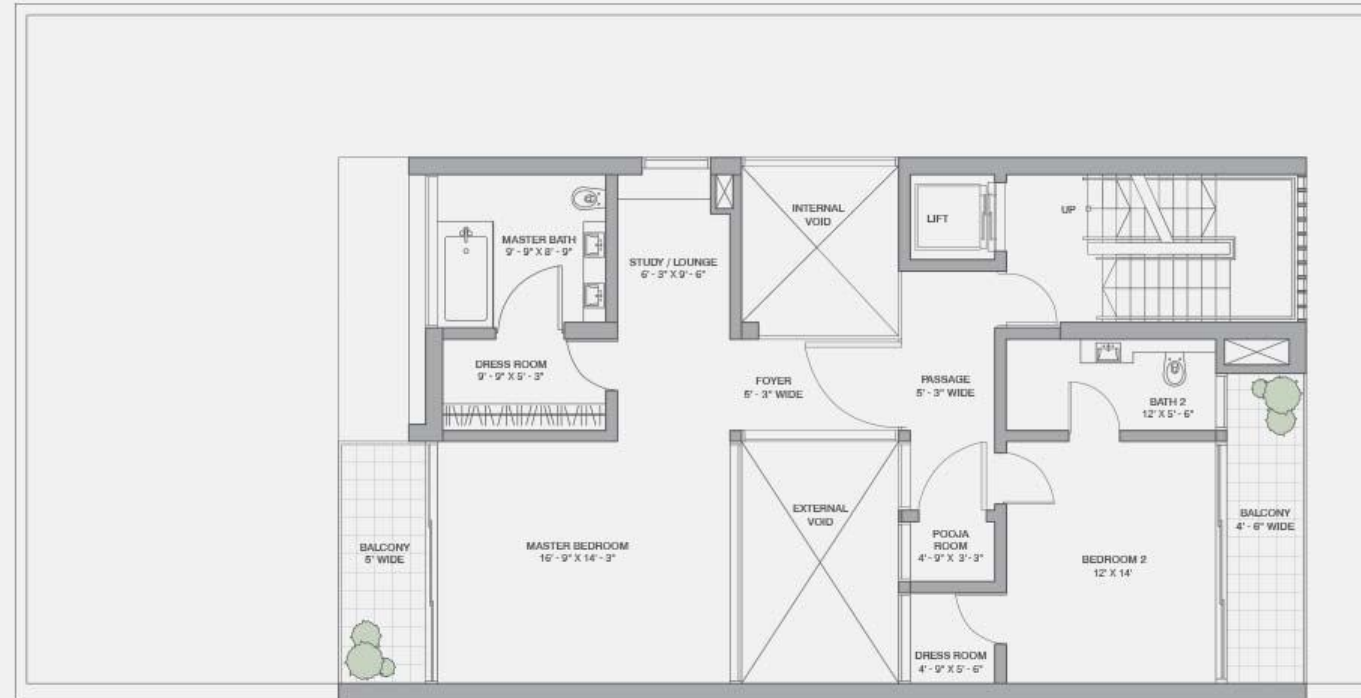 MASTER BATH
9' - 9" X 8' - 9"
STUDY / LOUNGE
6' - 3" X 9' - 6"
INTERNAL
VOID
LIFT
UP
DRESS ROOM
9' - 9" X 5' - 3"
FOYER
5' - 3" WIDE
PASSAGE
5' - 3" WIDE
BATH 2
12' X 5' - 6"
BALCONY
5' WIDE
MASTER BEDROOM
16' - 9" X 14' - 3"
EXTERNAL
VOID
POOJA
ROOM
4' - 9" X 3' - 3"
BEDROOM 2
12' X 14'
BALCONY
4' - 6" WIDE
DRESS ROOM
4' - 9" X 5' - 6"